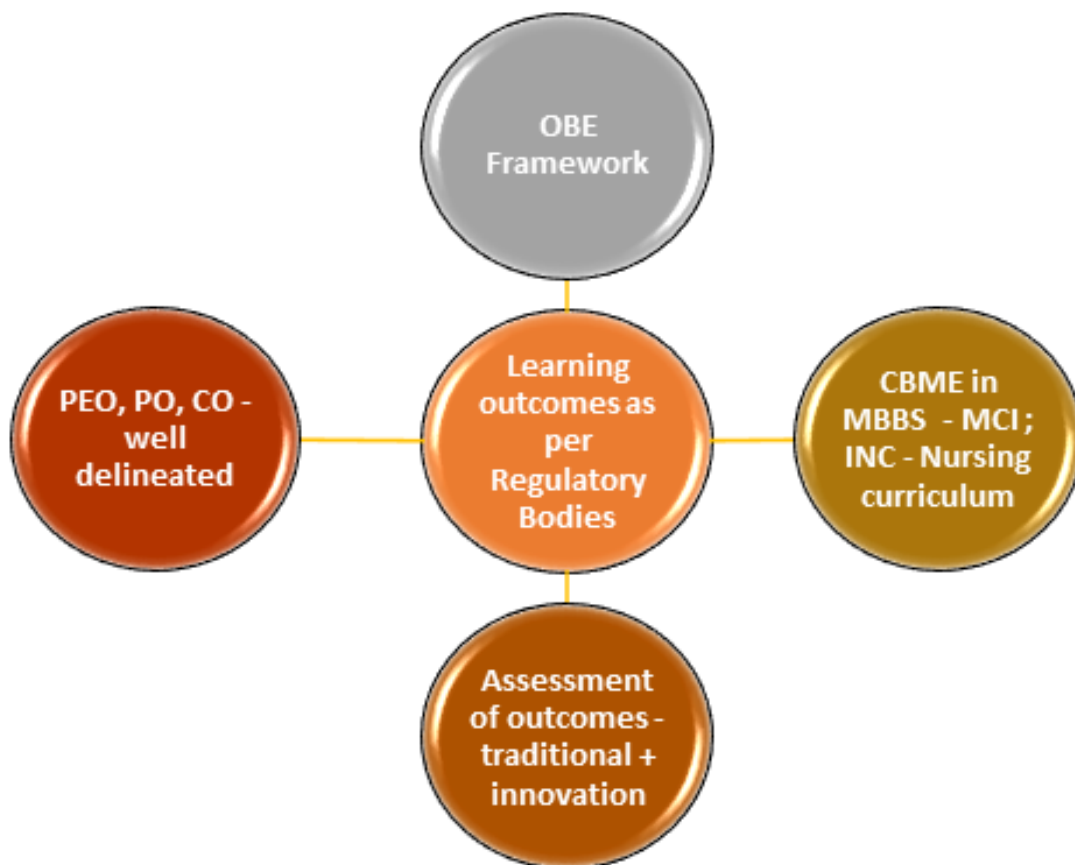 OBE
Framework
PEO, PO, CO -
well
delineated
Learning
outcomes as
per
Regulatory
Bodies
CBME in
MBBS - MCI ;
INC - Nursing
curriculum
Assessment
of outcomes -
traditional +
innovation